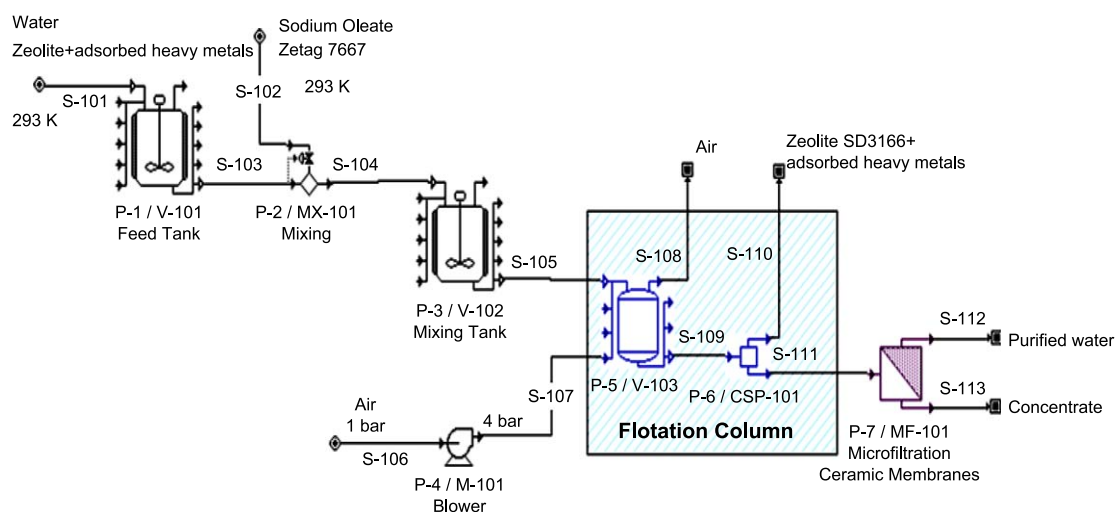 Water
Zeolite+adsorbed heavy metals
Sodium Oleate
Zetag 7667
S-101
293 K
S-102
293 K
S-103
S-104
P-1 / V-101
Feed Tank
P-2 / MX-101
Mixing
P-3 / V-102
Mixing Tank
S-105
Air
1 bar
S-106
4 bar
S-107
P-4 / M-101
Blower
Air
S-108
Zeolite SD3166+
adsorbed heavy metals
S-110
S-109
S-111
P-5 / V-103
P-6 / CSP-101
Flotation Column
S-112
Purified water
S-113
Concentrate
P-7 / MF-101
Microfiltration
Ceramic Membranes